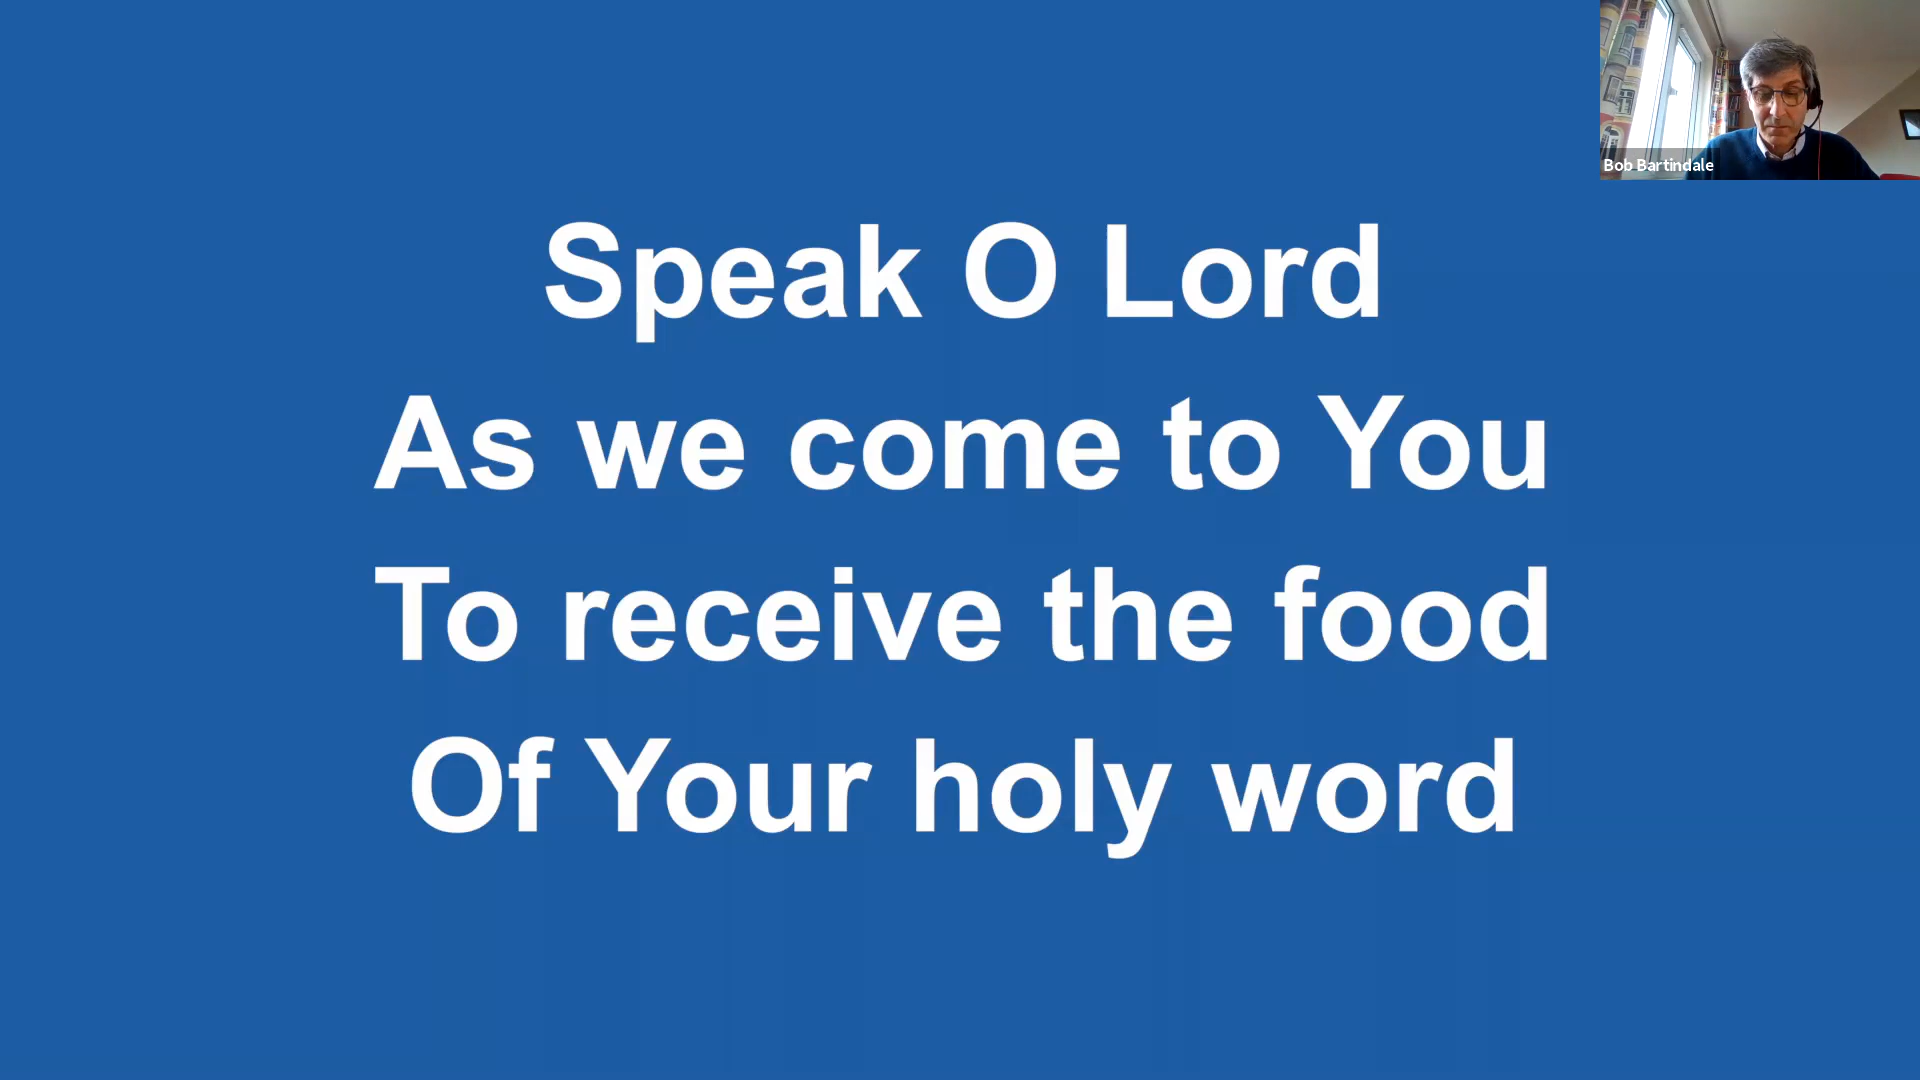 Speak O Lord
As we come to You
To receive the food
Of Your holy word
Bob Bartindale